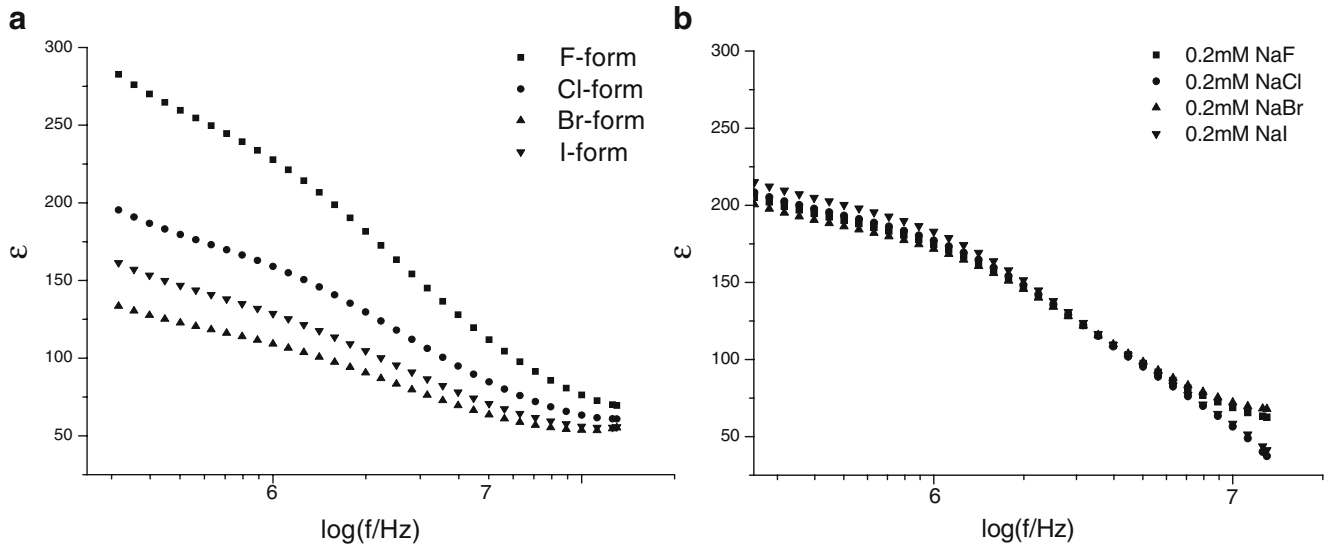 a
300
250
200
150
100
50
ε
6
7
log(f/Hz)
F-form
Cl-form
Br-form
I-form
b
300
250
200
150
100
50
ε
6
7
log(f/Hz)
0.2mM NaF
0.2mM NaCl
0.2mM NaBr
0.2mM NaI